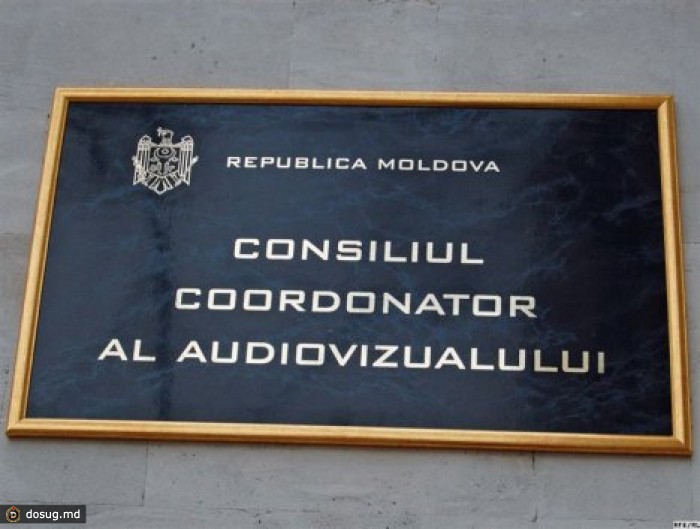 REPUBLICA MOLDOVA
CONSILIUL
COORDONATOR
AL AUDIOVIZUALULUI
dosug.md